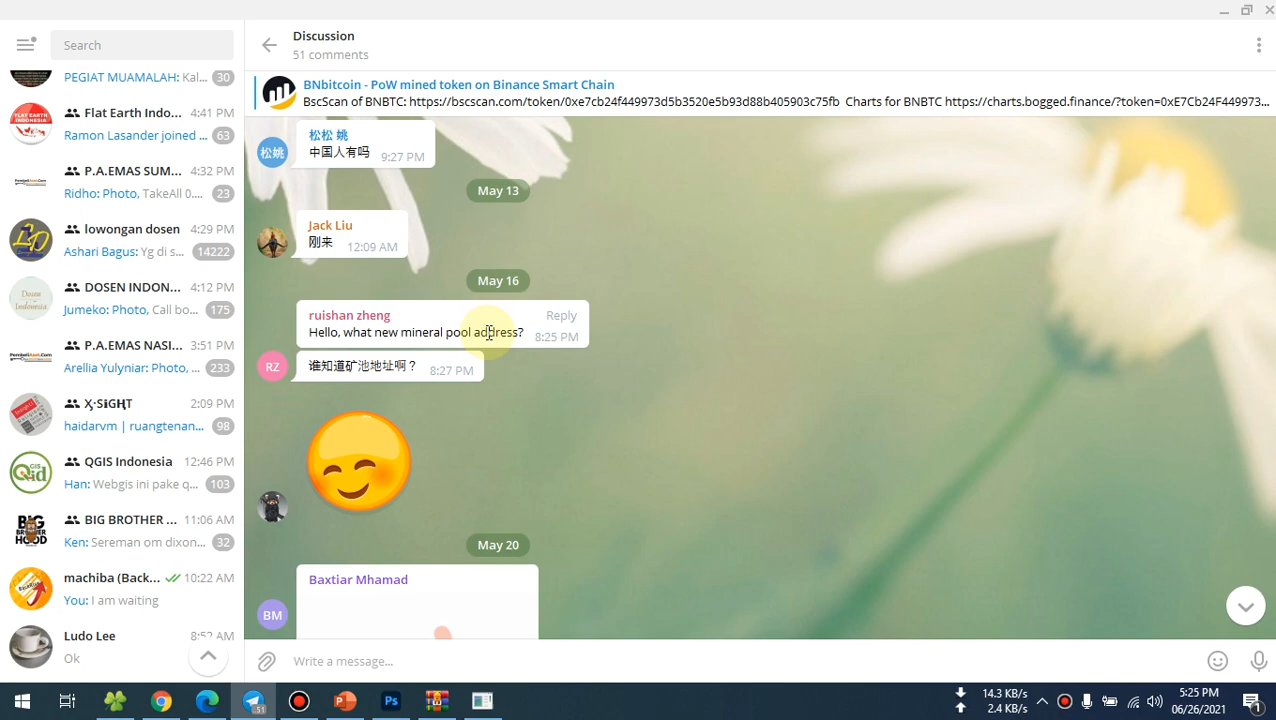 Search
PEGIAT MUAMALAH: Kal... 30
Flat Earth Indo... 4:41 PM
Ramon Lasander joined ... 63
P.A.EMAS SUM... 4:32 PM
Ridho: Photo, TakeAll 0.... 23
lowongan dosen 4:29 PM
Ashari Bagus: Yg di s... 14222
DOSEN INDON... 4:12 PM
Jumeko: Photo, Call bo... 175
P.A.EMAS NASI... 3:51 PM
Arellia Yulyniar: Photo, ... 233
2:09 PM
haidarvm | ruangtenan... 98
QGIS Indonesia 12:46 PM
Han: Webgis ini pake q... 103
BIG BROTHER ... 11:06 AM
Ken: Sereman om dixon... 32
machiba (Back... 10:22 AM
You: I am waiting
Ludo Lee 8:52 AM
Ok
Discussion
51 comments
BNbitcoin - PoW mined token on Binance Smart Chain
BscScan of BNBTC: https://bscscan.com/token/0xe7cb24f449973d5b3520e5b3ed88b405903c75fb Charts for BNBTC https://charts.bogged.finance/?token=0xE7Cb24F449973...
松松 姚
松姚 中国人有吗 9:27 PM
May 13
Jack Liu
刚来 12:09 AM
May 16
ruishan zheng Reply
Hello, what new mineral pool address? 8:25 PM
RZ 谁知道矿池地址啊？ 8:27 PM
May 20
Baxtiar Mhamad
BM
Write a message...
51
Ps
14.3 KB/s
2.4 KB/s
5:25 PM
06/26/2021
1